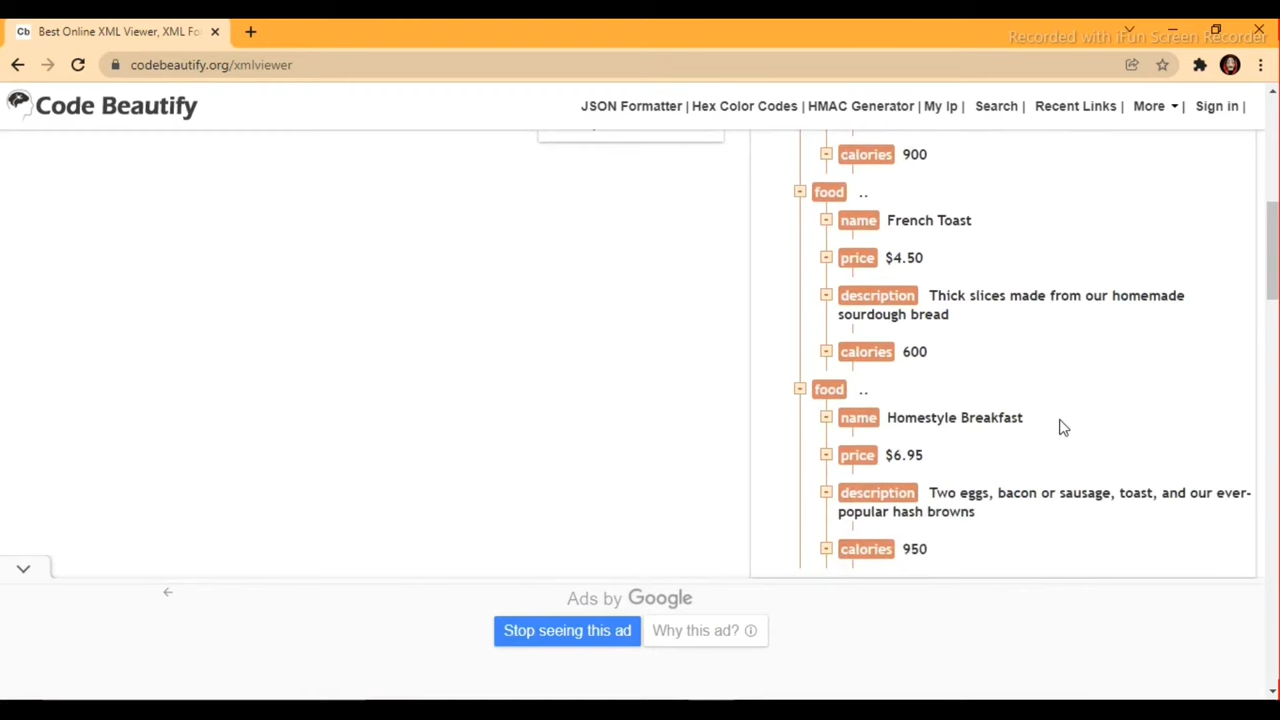 Cb Best Online XML Viewer, XML Fo
Recorded with iFun Screen Recorder
codebeautify.org/xmlviewer
Code Beautify
JSON Formatter | Hex Color Codes | HMAC Generator | My Ip | Search | Recent Links | More | Sign in |
calories 900
food ..
name French Toast
price $4.50
description Thick slices made from our homemade
sourdough bread
calories 600
food ..
name Homestyle Breakfast
price $6.95
description Two eggs, bacon or sausage, toast, and our ever-
popular hash browns
calories 950
Ads by Google
Stop seeing this ad Why this ad?